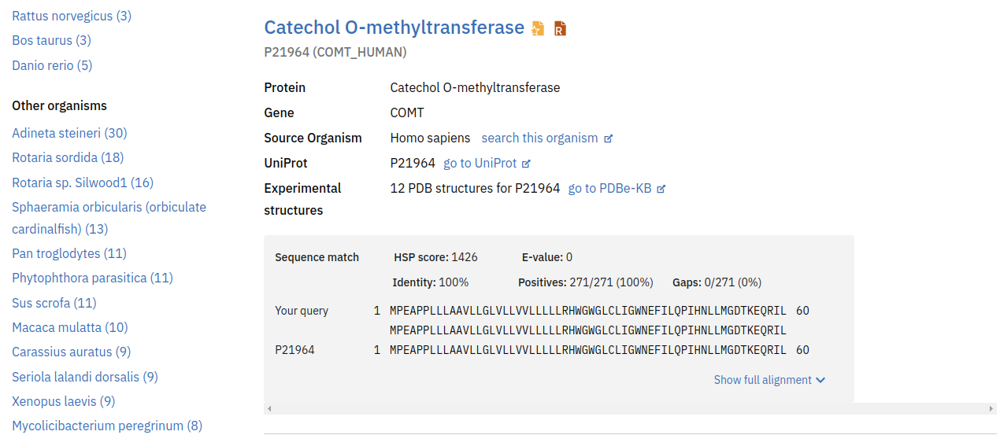 Rattus norvegicus (3)
Bos taurus (3)
Danio rerio (5)
Other organisms
Adineta steineri (30)
Rotaria sordida (18)
Rotaria sp. Silwood1 (16)
Sphaeramia orbicularis (orbiculate
cardinalfish) (13)
Pan troglodytes (11)
Phytophthora parasitica (11)
Sus scrofa (11)
Macaca mulatta (10)
Carassius auratus (9)
Seriola lalandi dorsalis (9)
Xenopus laevis (9)
Mycolicibacterium peregrinum (8)
Catechol O-methyltransferase R
P21964 (COMT_HUMAN)
Protein Catechol O-methyltransferase
Gene COMT
Source Organism Homo sapiens search this organism
UniProt P21964 go to UniProt
Experimental 12 PDB structures for P21964 go to PDBe-KB
structures
Sequence match HSP score: 1426 E-value: 0
Identity: 100% Positives: 271/271 (100%) Gaps: 0/271 (0%)
Your query 1 MPEAPPLLLAAVLLGLVLLVVLLLLLRHWGWGLCLIGWNEFILQPIHNLLMGDTKEQRIL 60
MPEAPPLLLAAVLLGLVLLVVLLLLLRHWGWGLCLIGWNEFILQPIHNLLMGDTKEQRIL
P21964 1 MPEAPPLLLAAVLLGLVLLVVLLLLLRHWGWGLCLIGWNEFILQPIHNLLMGDTKEQRIL 60
Show full alignment